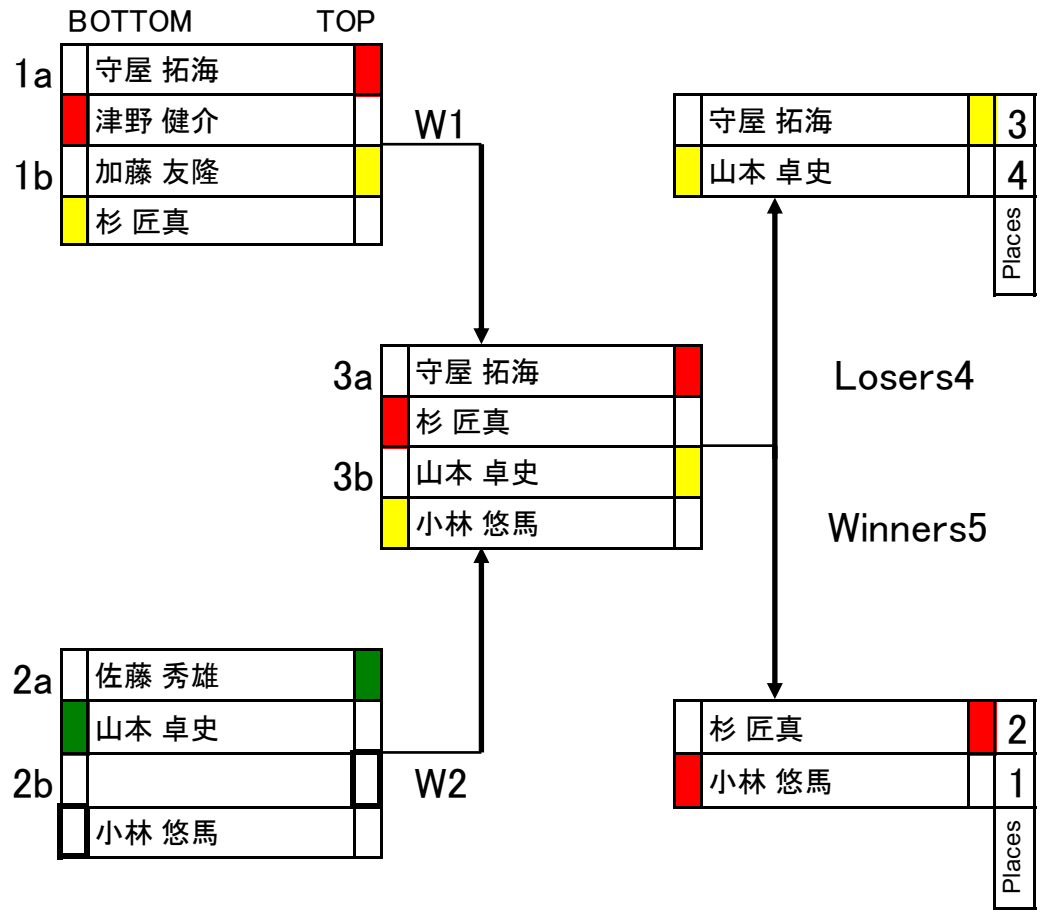 BOTTOM TOP
1a 守屋 拓海
津野 健介
1b 加藤 友隆
杉 匠真
W1
守屋 拓海 3
山本 卓史 4
Places
3a 守屋 拓海
杉 匠真
3b 山本 卓史
小林 悠馬
Losers4
Winners5
2a 佐藤 秀雄
山本 卓史
2b
小林 悠馬
W2
杉 匠真 2
小林 悠馬 1
Places